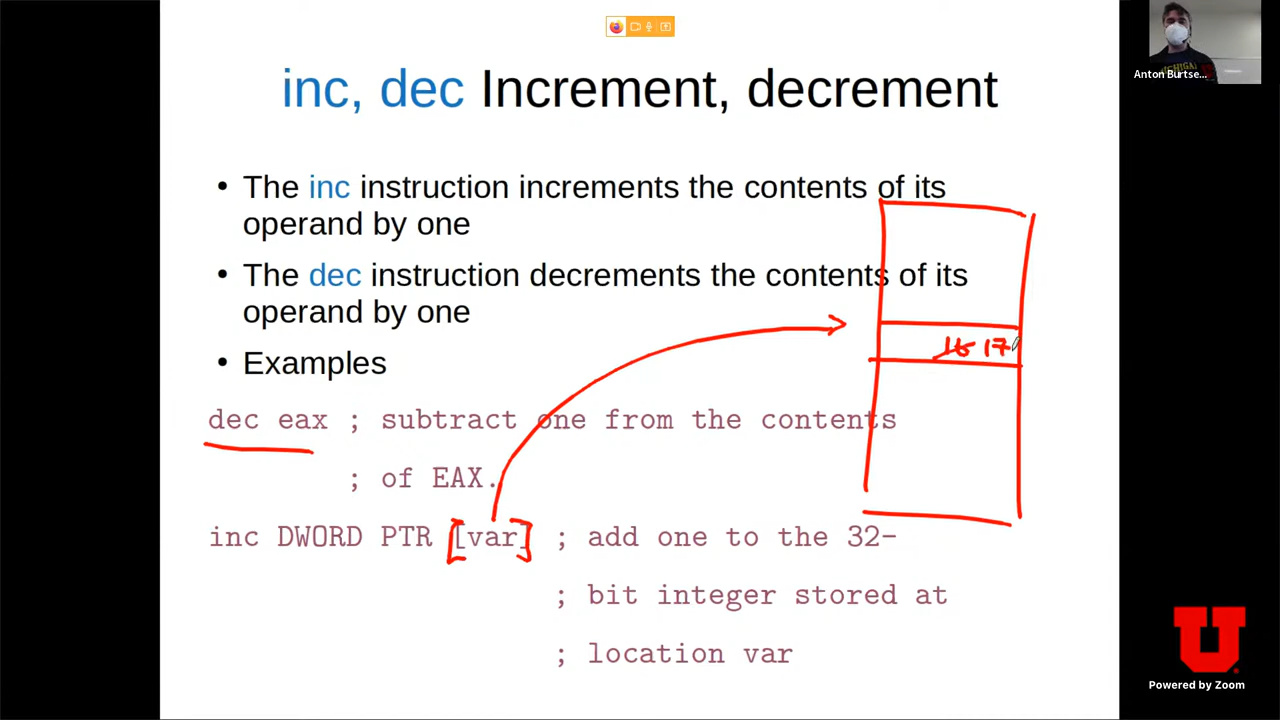 inc, dec Increment, decrement
Anton Burtse...
• The inc instruction increments the contents of its
operand by one
• The dec instruction decrements the contents of its
operand by one
16 17
• Examples
dec eax ; subtract one from the contents
; of EAX.
inc DWORD PTR [var] ; add one to the 32-
; bit integer stored at
; location var
U
Powered by Zoom